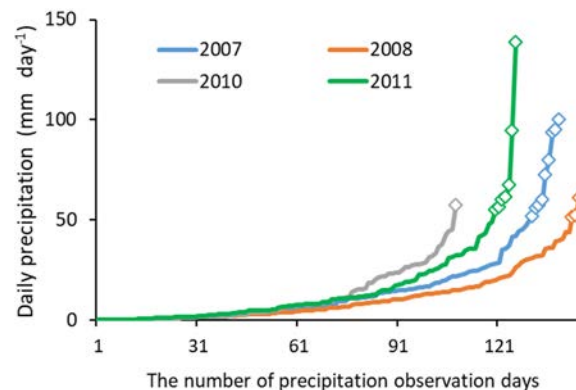 150
100
50
0
Daily precipitation (mm day⁻¹)
2007 2008
2010 2011
1 31 61 91 121
The number of precipitation observation days